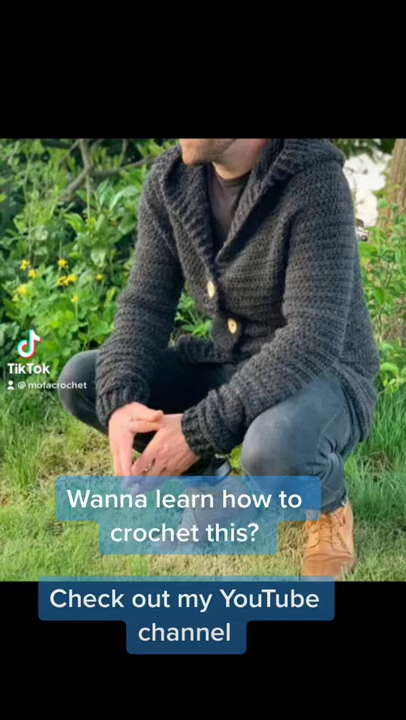 TikTok
@mofacrochet
Wanna learn how to
crochet this?
Check out my YouTube
channel